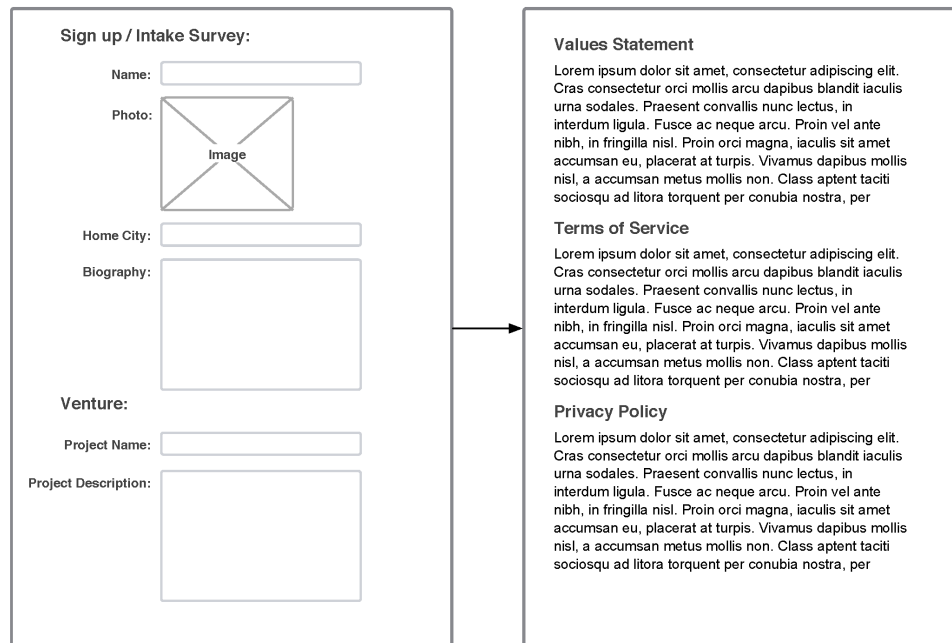 Sign up / Intake Survey:
Name:
Photo:
Image
Home City:
Biography:
Venture:
Project Name:
Project Description:
Values Statement
Lorem ipsum dolor sit amet, consectetur adipiscing elit.
Cras consectetur orci mollis arcu dapibus blandit iaculis
urna sodales. Praesent convallis nunc lectus, in
interdum ligula. Fusce ac neque arcu. Proin vel ante
nibh, in fringilla nisl. Proin orci magna, iaculis sit amet
accumsan eu, placerat at turpis. Vivamus dapibus mollis
nisl, a accumsan metus mollis non. Class aptent taciti
sociosqu ad litora torquent per conubia nostra, per
Terms of Service
Lorem ipsum dolor sit amet, consectetur adipiscing elit.
Cras consectetur orci mollis arcu dapibus blandit iaculis
urna sodales. Praesent convallis nunc lectus, in
interdum ligula. Fusce ac neque arcu. Proin vel ante
nibh, in fringilla nisl. Proin orci magna, iaculis sit amet
accumsan eu, placerat at turpis. Vivamus dapibus mollis
nisl, a accumsan metus mollis non. Class aptent taciti
sociosqu ad litora torquent per conubia nostra, per
Privacy Policy
Lorem ipsum dolor sit amet, consectetur adipiscing elit.
Cras consectetur orci mollis arcu dapibus blandit iaculis
urna sodales. Praesent convallis nunc lectus, in
interdum ligula. Fusce ac neque arcu. Proin vel ante
nibh, in fringilla nisl. Proin orci magna, iaculis sit amet
accumsan eu, placerat at turpis. Vivamus dapibus mollis
nisl, a accumsan metus mollis non. Class aptent taciti
sociosqu ad litora torquent per conubia nostra, per